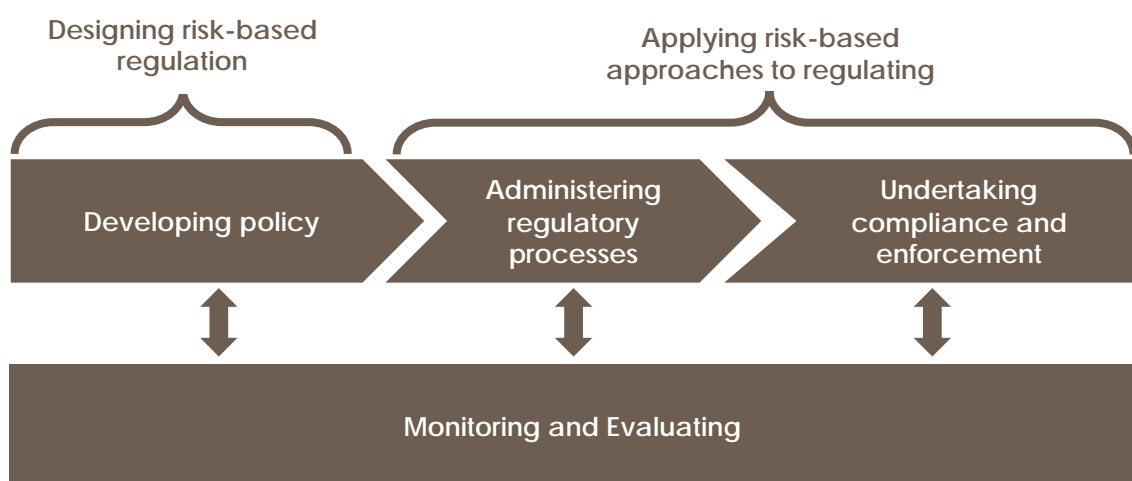 Designing risk-based
regulation
Applying risk-based
approaches to regulating
Developing policy
Administering
regulatory
processes
Undertaking
compliance and
enforcement
Monitoring and Evaluating